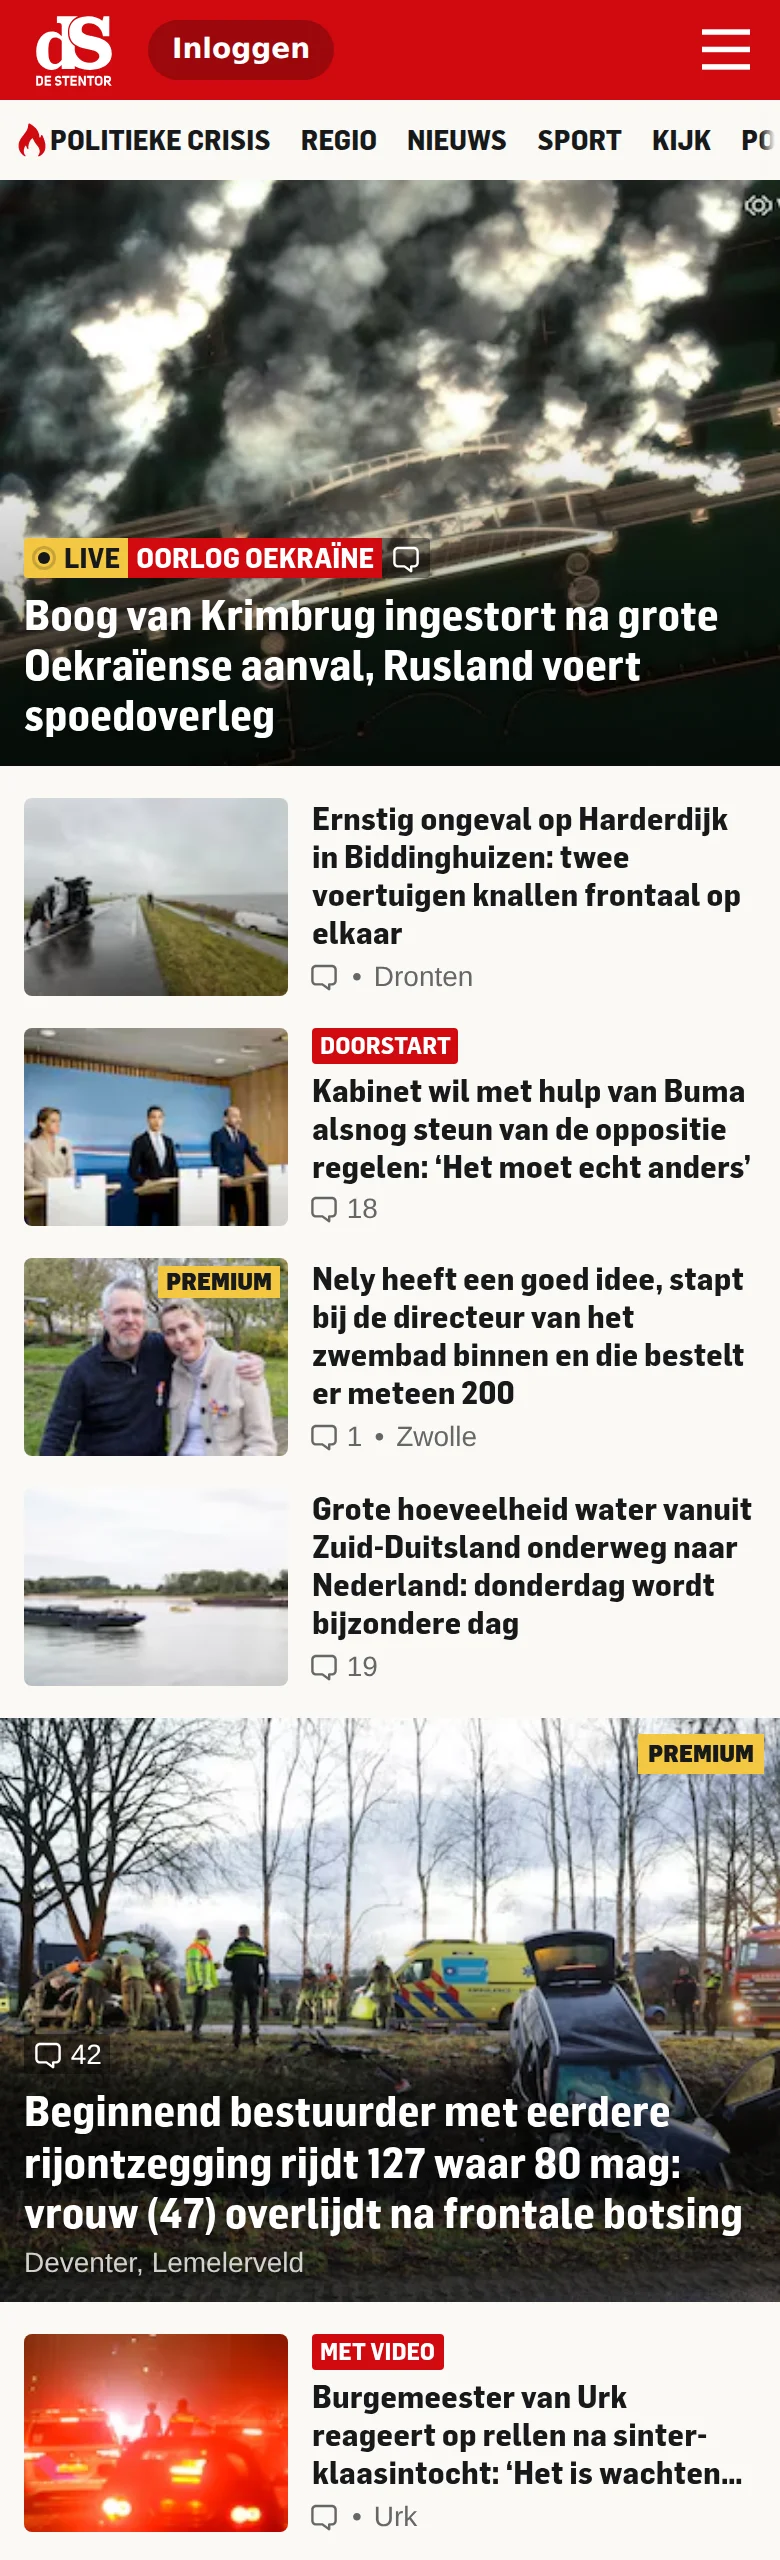 dS
DE STENTOR
Inloggen
POLITIEKE CRISIS REGIO NIEUWS SPORT KIJK PO
LIVE OORLOG OEKRAÏNE
Boog van Krimbrug ingestort na grote
Oekraïense aanval, Rusland voert
spoedoverleg
Ernstig ongeval op Harderdijk
in Biddinghuizen: twee
voertuigen knallen frontaal op
elkaar
• Dronten
DOORSTART
Kabinet wil met hulp van Buma
alsnog steun van de oppositie
regelen: ‘Het moet echt anders’
18
PREMIUM
Nely heeft een goed idee, stapt
bij de directeur van het
zwembad binnen en die bestelt
er meteen 200
1 • Zwolle
Grote hoeveelheid water vanuit
Zuid-Duitsland onderweg naar
Nederland: donderdag wordt
bijzondere dag
19
PREMIUM
42
Beginnend bestuurder met eerdere
rijontzegging rijdt 127 waar 80 mag:
vrouw (47) overlijdt na frontale botsing
Deventer, Lemelerveld
MET VIDEO
Burgemeester van Urk
reageert op rellen na sinter-
klaasintocht: ‘Het is wachten...
• Urk